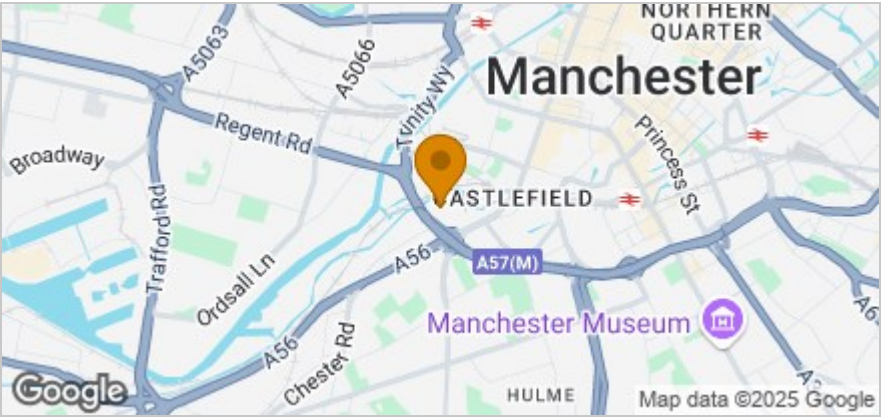 NORTHERN
QUARTER
A5063
A5066
Trinity Wy
Manchester
Regent Rd
Princess St
Broadway
CASTLEFIELD
Trafford Rd
A56
A57(M)
Ordsall Ln
Manchester Museum
A56
Chester Rd
HULME
Google
Map data ©2025 Google